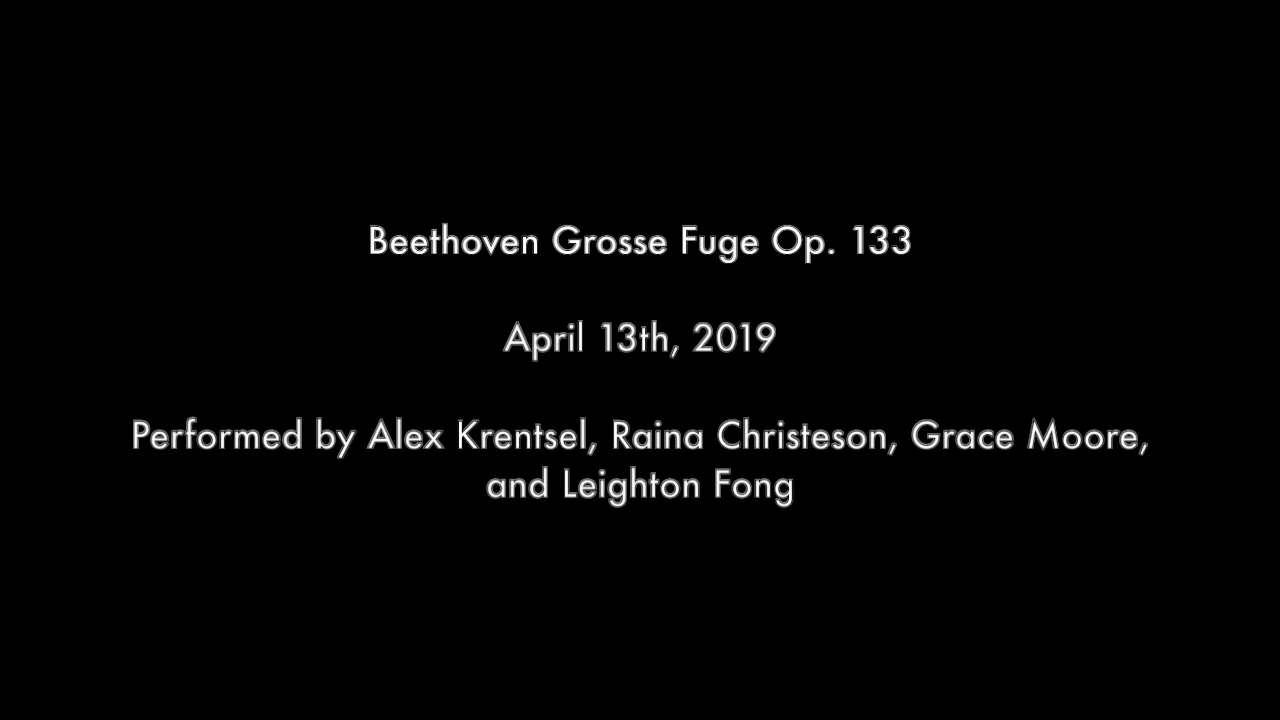 Beethoven Grosse Fuge Op. 133
April 13th, 2019
Performed by Alex Krentsel, Raina Christeson, Grace Moore,
and Leighton Fong